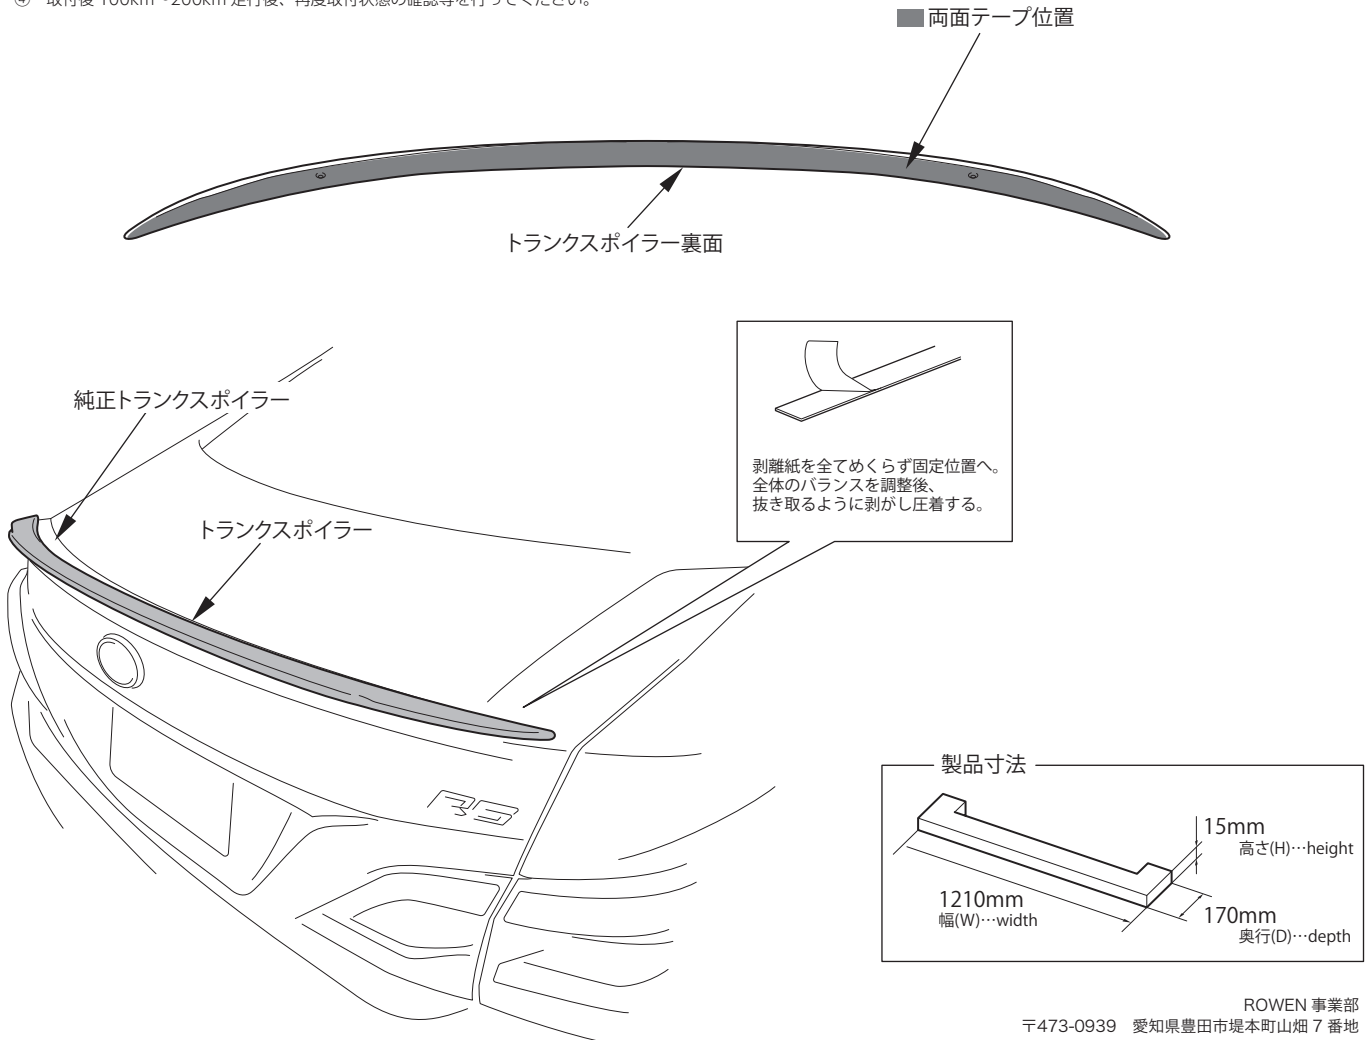 ④ 取付後 100km~200km 走行後、再度取付状態の確認等を行ってください。
両面テープ位置
トランクスポイラー裏面
純正トランクスポイラー
トランクスポイラー
剥離紙を全てめくらず固定位置へ。
全体のバランスを調整後、
抜き取るように剥がし圧着する。
RS
製品寸法
15mm
高さ(H)…height
1210mm
幅(W)…width
170mm
奥行(D)…depth
ROWEN 事業部
〒473-0939 愛知県豊田市堤本町山畑 7 番地